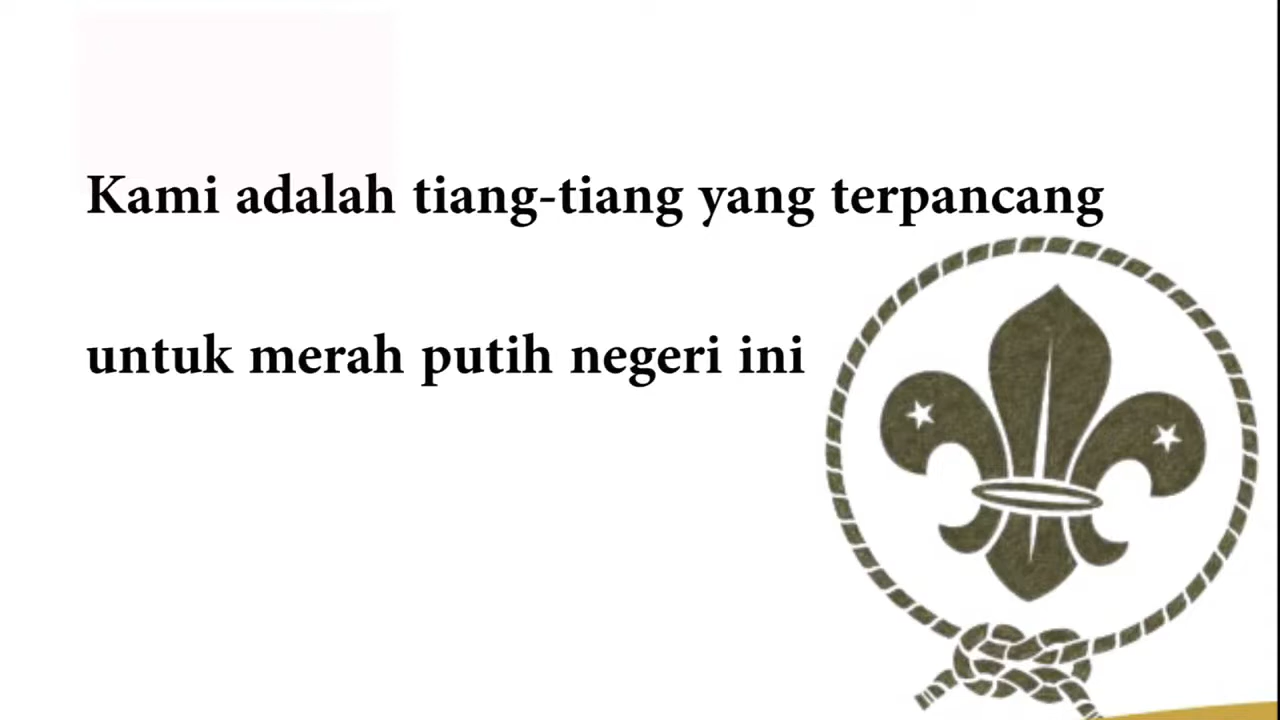 Kami adalah tiang-tiang yang terpancang
untuk merah putih negeri ini